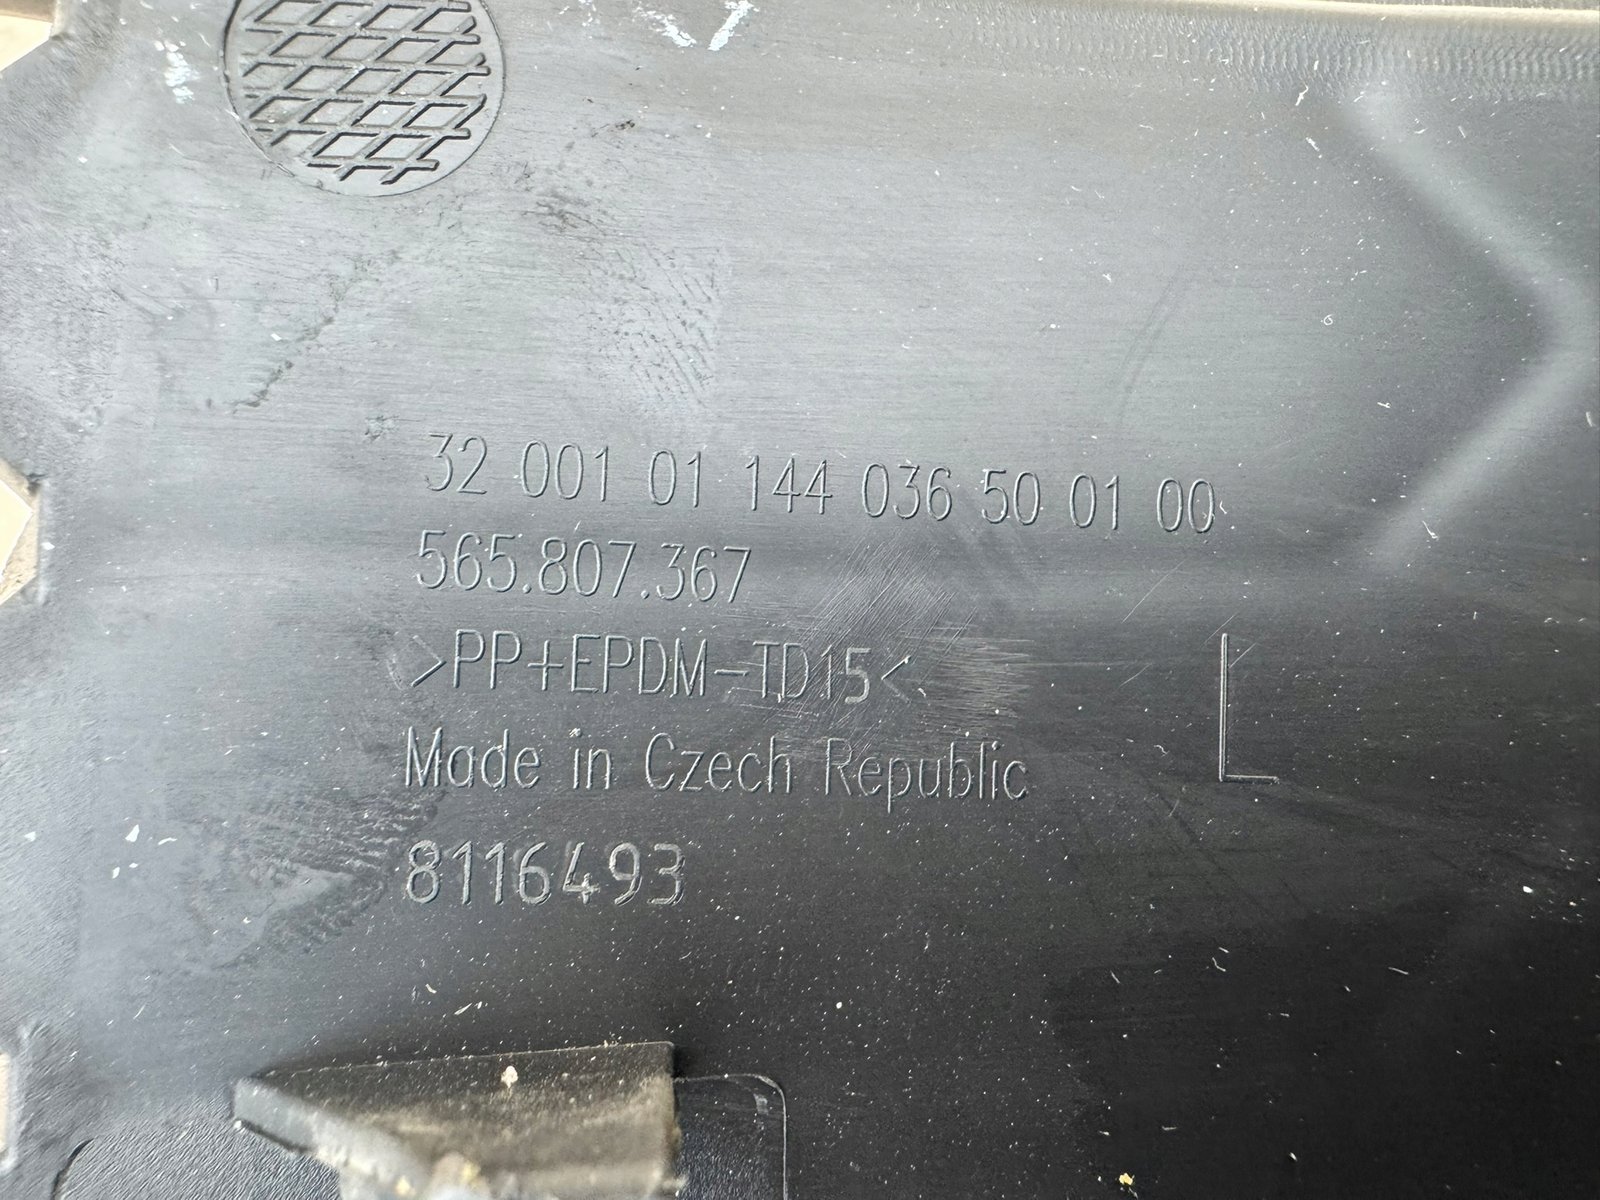 32 001 01 144 036 50 01 00
565.807.367
>PP+EPDM-TD15<
L
Made in Czech Republic
8116493